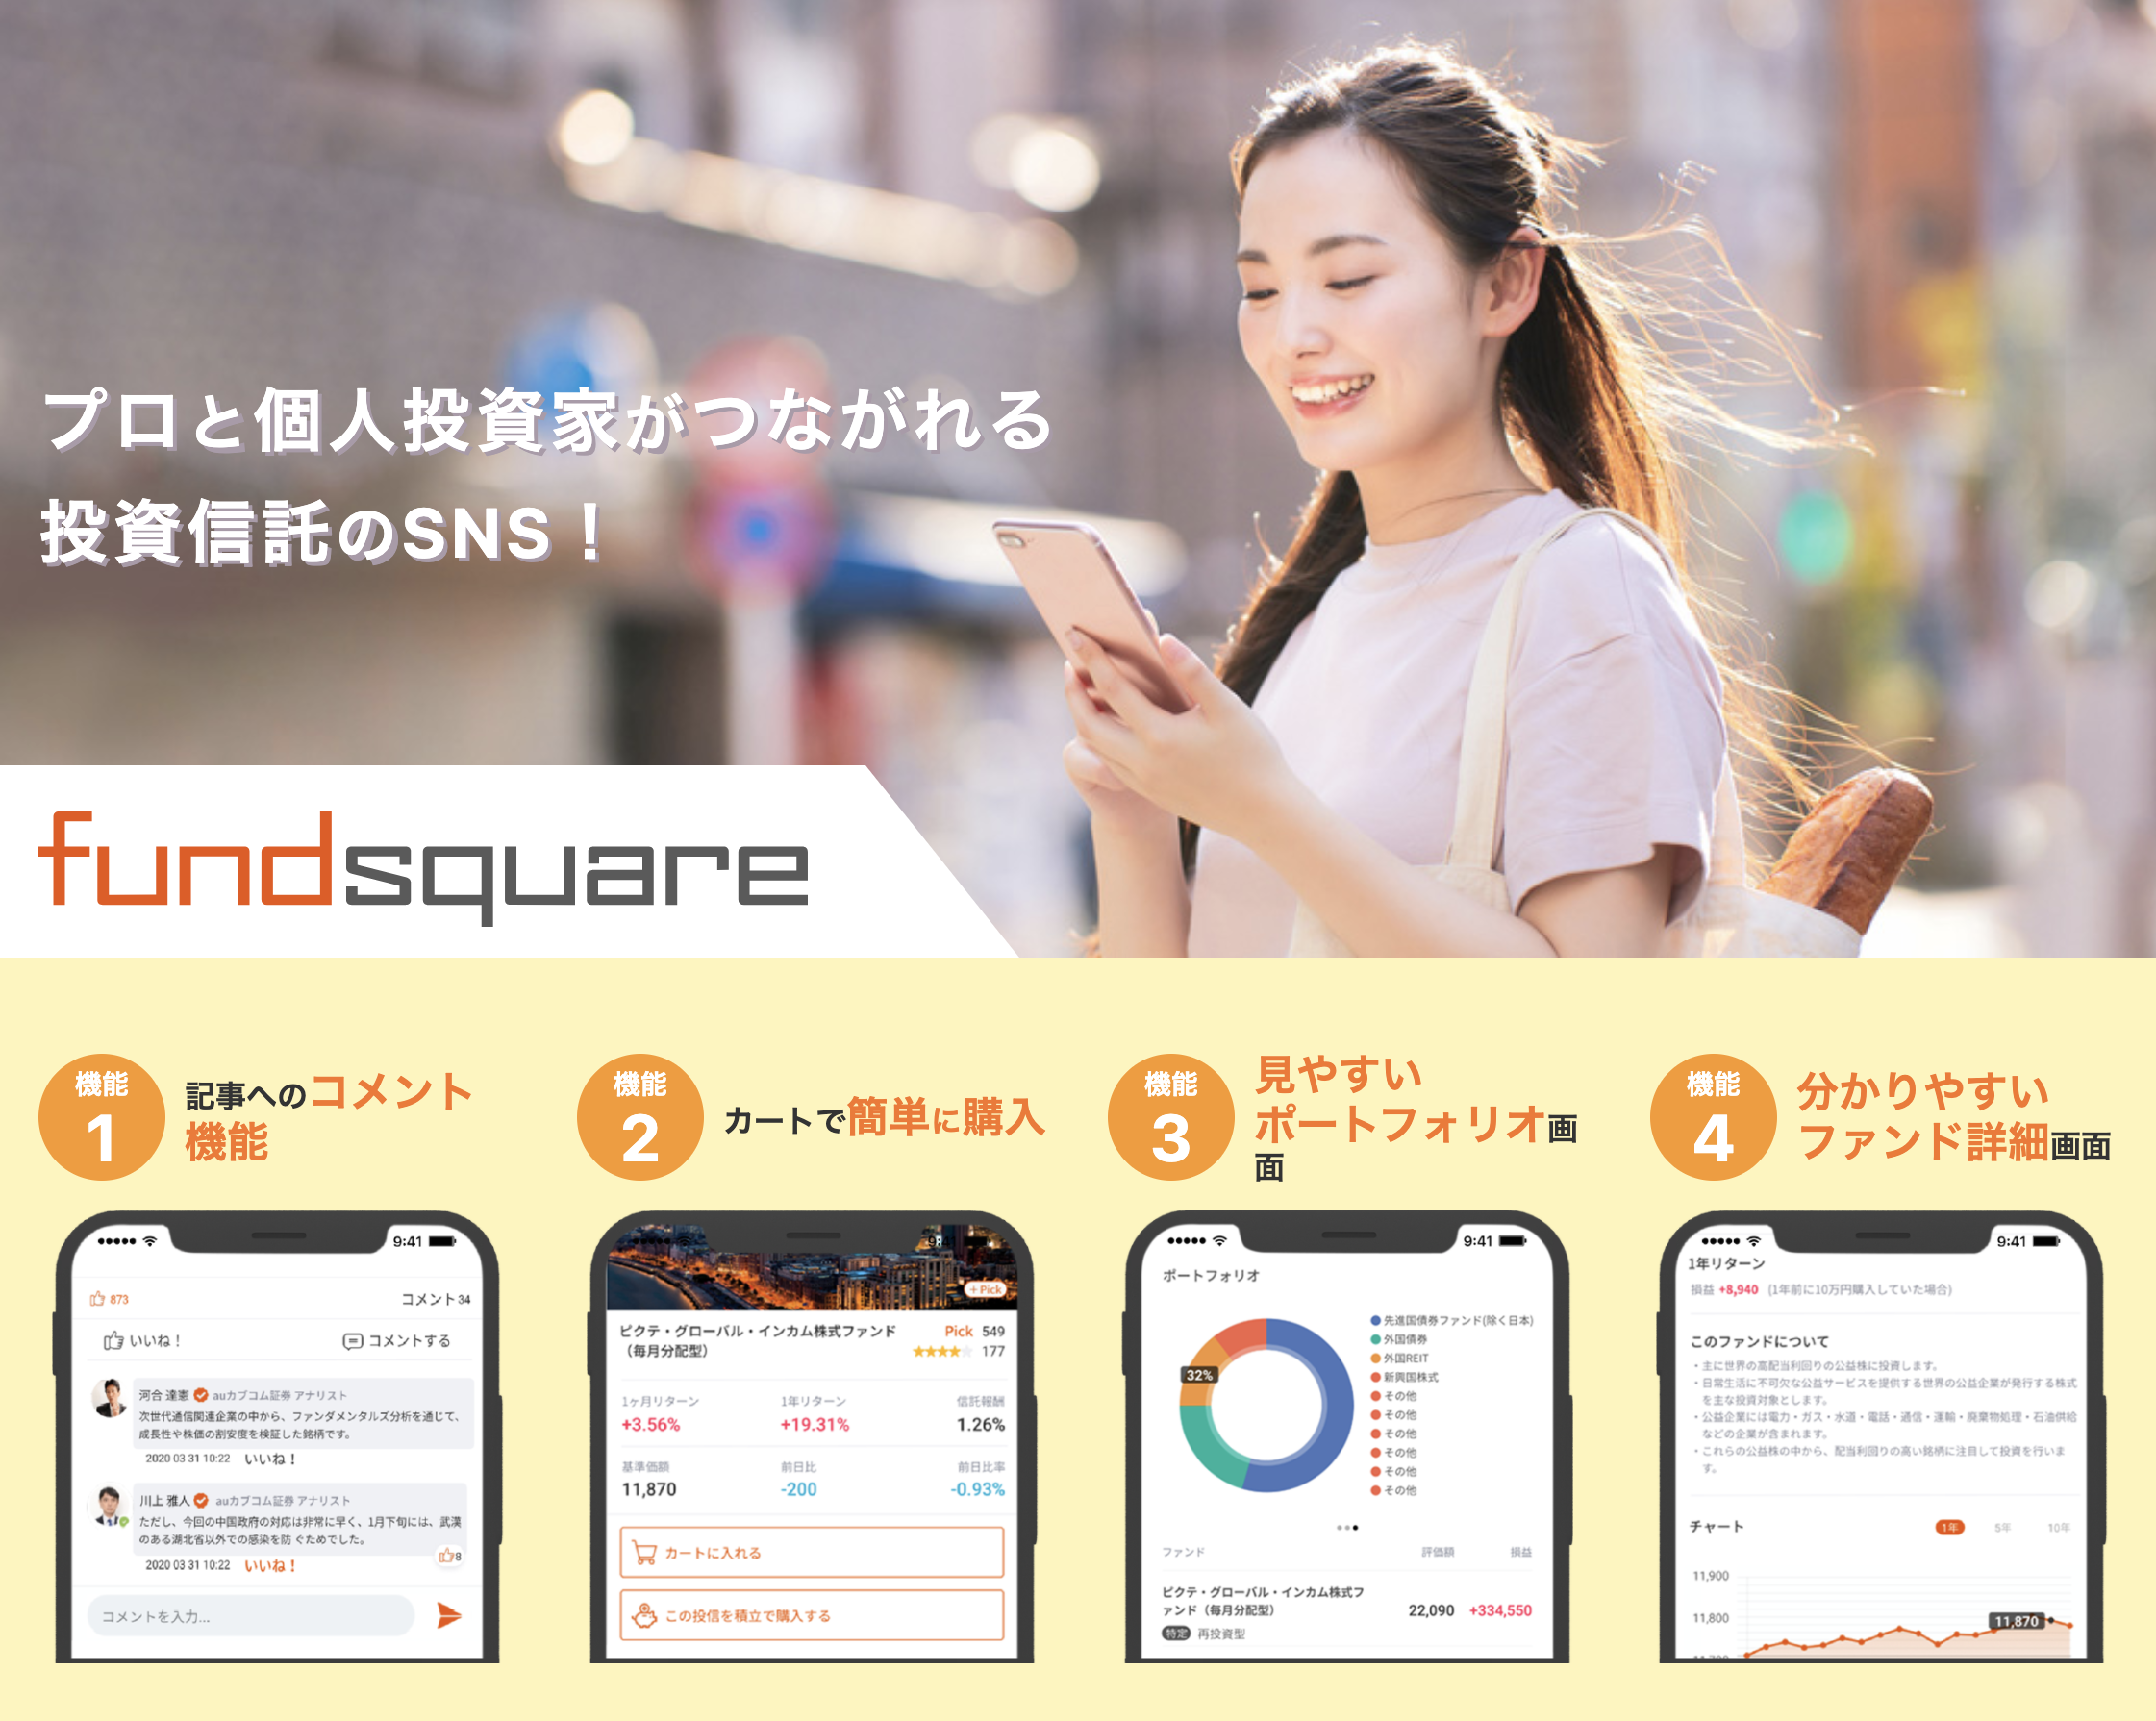 プロと個人投資家がつながれる
投資信託のSNS！
fundsquare
機能
1
記事へのコメント
機能
機能
2
カートで簡単に購入
機能
3
見やすい
ポートフォリオ画
面
機能
4
分かりやすい
ファンド詳細画面
9:41
873
コメント34
いいね！
コメントする
河合 達憲 auカブコム証券 アナリスト
次世代通信関連企業の中から、ファンダメンタルズ分析を通じて、
成長性や株価の割安度を検証した銘柄です。
2020 03 31 10:22 いいね！
川上 雅人 auカブコム証券 アナリスト
ただし、今回の中国政府の対応は非常に早く、1月下旬には、武漢
のある湖北省以外での感染を防ぐためでした。
8
2020 03 31 10:22 いいね！
コメントを入力...
+Pick
ピクテ・グローバル・インカム株式ファンド
（毎月分配型）
Pick 549
177
1ヶ月リターン 1年リターン 信託報酬
+3.56% +19.31% 1.26%
基準価額 前日比 前日比率
11,870 -200 -0.93%
カートに入れる
この投信を積立で購入する
9:41
ポートフォリオ
32%
先進国債券ファンド(除く日本)
外国債券
外国REIT
新興国株式
その他
その他
その他
その他
その他
その他
ファンド 評価額 損益
ピクテ・グローバル・インカム株式フ
ァンド（毎月分配型）
22,090 +334,550
特定 再投資型
9:41
1年リターン
損益 +8,940 (1年前に10万円購入していた場合)
このファンドについて
・主に世界の高配当利回りの公益株に投資します。
・日常生活に不可欠な公益サービスを提供する世界の公益企業が発行する株式
を主な投資対象とします。
・公益企業には電力・ガス・水道・電話・通信・運輸・廃棄物処理・石油供給
などの企業が含まれます。
・これらの公益株の中から、配当利回りの高い銘柄に注目して投資を行いま
す。
チャート
1年 5年 10年
11,900
11,800
11,870